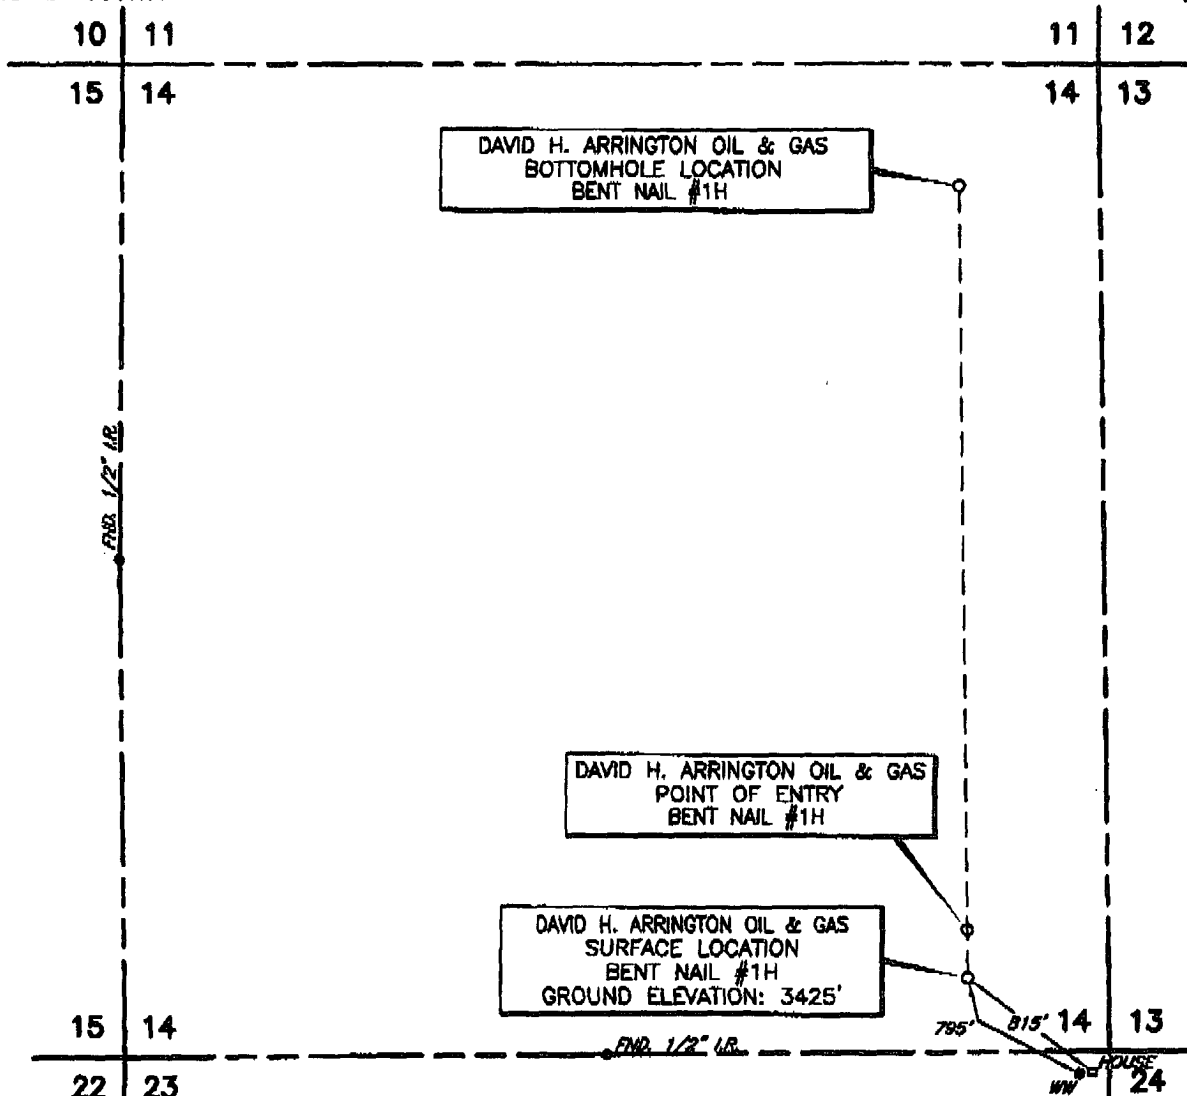 10 11
11 12
15 14
14 13
DAVID H. ARRINGTON OIL & GAS
BOTTOMHOLE LOCATION
BENT NAIL #1H
FND. 1/2" I.R.
DAVID H. ARRINGTON OIL & GAS
POINT OF ENTRY
BENT NAIL #1H
DAVID H. ARRINGTON OIL & GAS
SURFACE LOCATION
BENT NAIL #1H
GROUND ELEVATION: 3425'
15 14
795'
815'
14 13
FND. 1/2" I.R.
HOUSE
WW
22 23
24